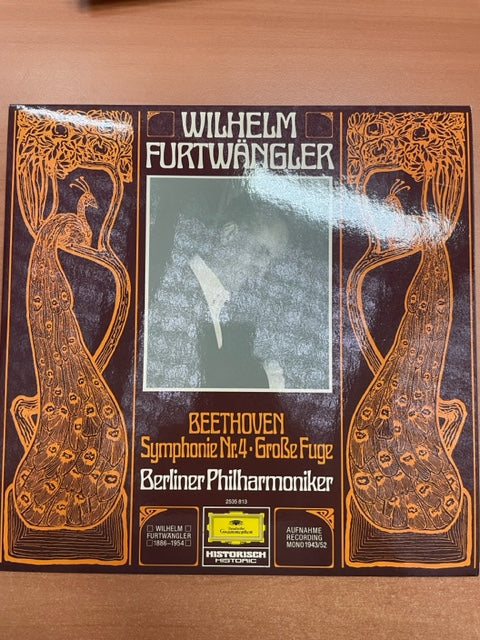 WILHELM
FURTWÄNGLER
BEETHOVEN
Symphonie Nr.4 · Große Fuge
Berliner Philharmoniker
2535 813
WILHELM
FURTWÄNGLER
1886-1954
Deutsche
Grammophon
HISTORISCH
HISTORIC
AUFNAHME
RECORDING
MONO 1943/52